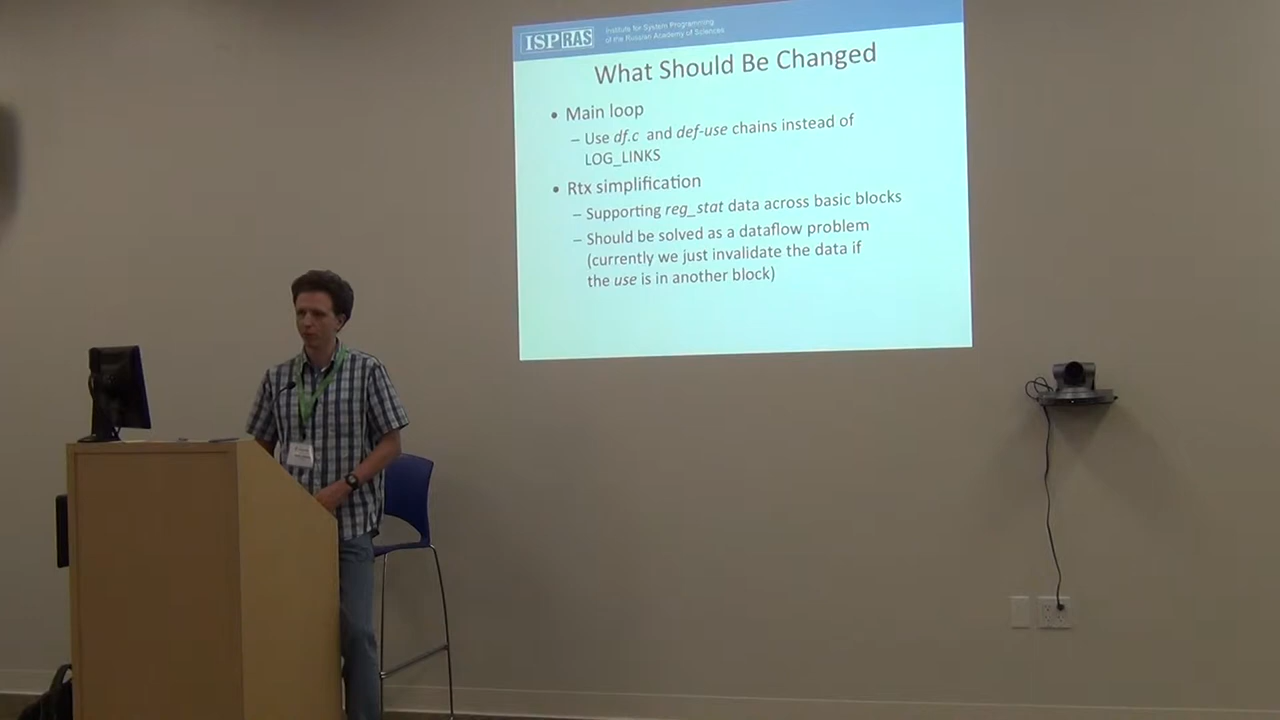 ISPRAS
Institute for System Programming
of the Russian Academy of Sciences
What Should Be Changed
• Main loop
– Use df.c and def-use chains instead of
LOG_LINKS
• Rtx simplification
– Supporting reg_stat data across basic blocks
– Should be solved as a dataflow problem
(currently we just invalidate the data if
the use is in another block)